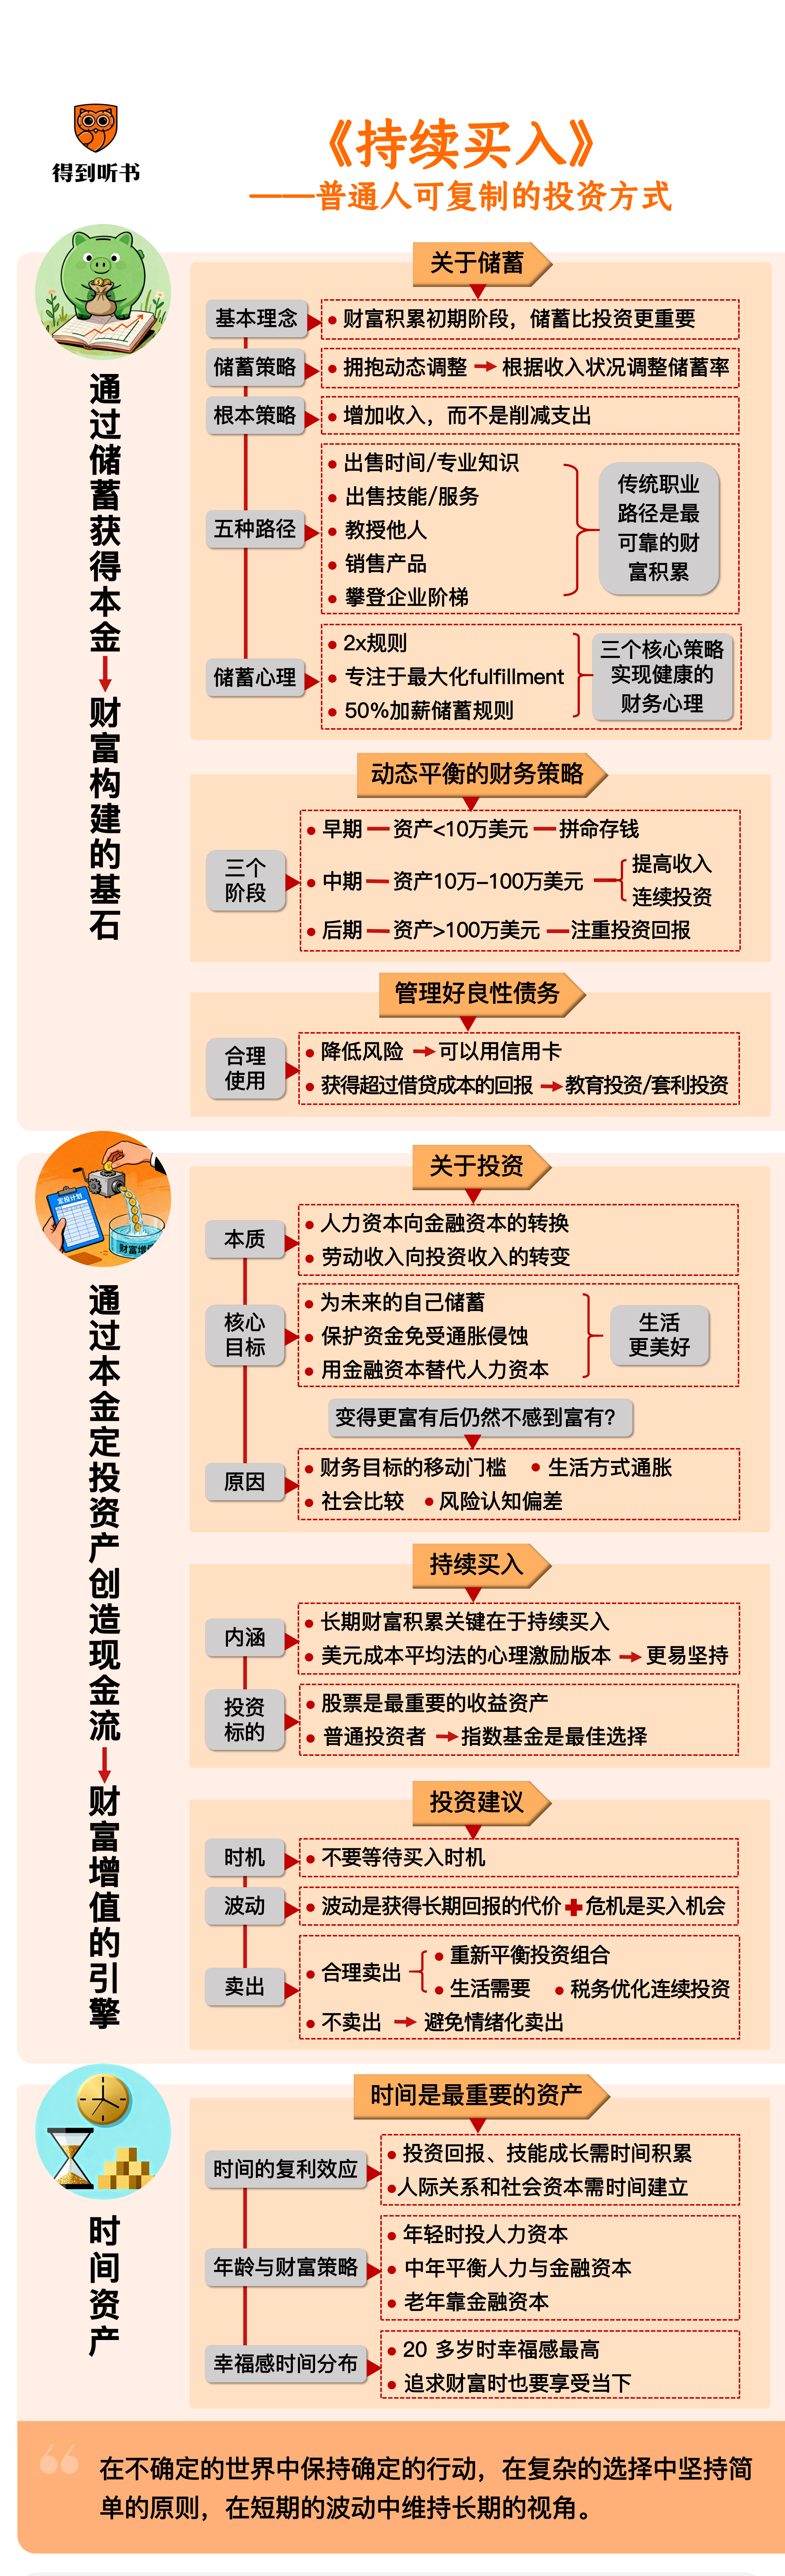 得到听书
《持续买入》
——普通人可复制的投资方式
通过储蓄获得本金→财富构建的基石
关于储蓄
基本理念
• 财富积累初期阶段，储蓄比投资更重要
储蓄策略
• 拥抱动态调整 → 根据收入状况调整储蓄率
根本策略
• 增加收入，而不是削减支出
五种路径
• 出售时间/专业知识
• 出售技能/服务
• 教授他人
• 销售产品
• 攀登企业阶梯
传统职业
路径是最
可靠的财
富积累
储蓄心理
• 2x规则
• 专注于最大化fulfillment
• 50%加薪储蓄规则
三个核心策略
实现健康的
财务心理
动态平衡的财务策略
三个
阶段
• 早期 — 资产<10万美元 — 拼命存钱
• 中期 — 资产10万-100万美元 —
提高收入
连续投资
• 后期 — 资产>100万美元 — 注重投资回报
管理好良性债务
合理
使用
• 降低风险 → 可以用信用卡
• 获得超过借贷成本的回报 → 教育投资/套利投资
定投计划
财富增值
通过本金定投资产创造现金流→财富增值的引擎
关于投资
本质
• 人力资本向金融资本的转换
• 劳动收入向投资收入的转变
核心
目标
• 为未来的自己储蓄
• 保护资金免受通胀侵蚀
• 用金融资本替代人力资本
生活
更美好
变得更富有后仍然不感到富有？
原因
• 财务目标的移动门槛 • 生活方式通胀
• 社会比较 • 风险认知偏差
持续买入
内涵
• 长期财富积累关键在于持续买入
• 美元成本平均法的心理激励版本 → 更易坚持
投资
标的
• 股票是最重要的收益资产
• 普通投资者 → 指数基金是最佳选择
投资建议
时机
• 不要等待买入时机
波动
• 波动是获得长期回报的代价 + 危机是买入机会
卖出
• 合理卖出
• 重新平衡投资组合
• 生活需要 • 税务优化连续投资
• 不卖出 → 避免情绪化卖出
时间资产
时间是最重要的资产
时间的复利效应
• 投资回报、技能成长需时间积累
• 人际关系和社会资本需时间建立
年龄与财富策略
• 年轻时投人力资本
• 中年平衡人力与金融资本
• 老年靠金融资本
幸福感时间分布
• 20 多岁时幸福感最高
• 追求财富时也要享受当下
“
在不确定的世界中保持确定的行动，在复杂的选择中坚持简
单的原则，在短期的波动中维持长期的视角。